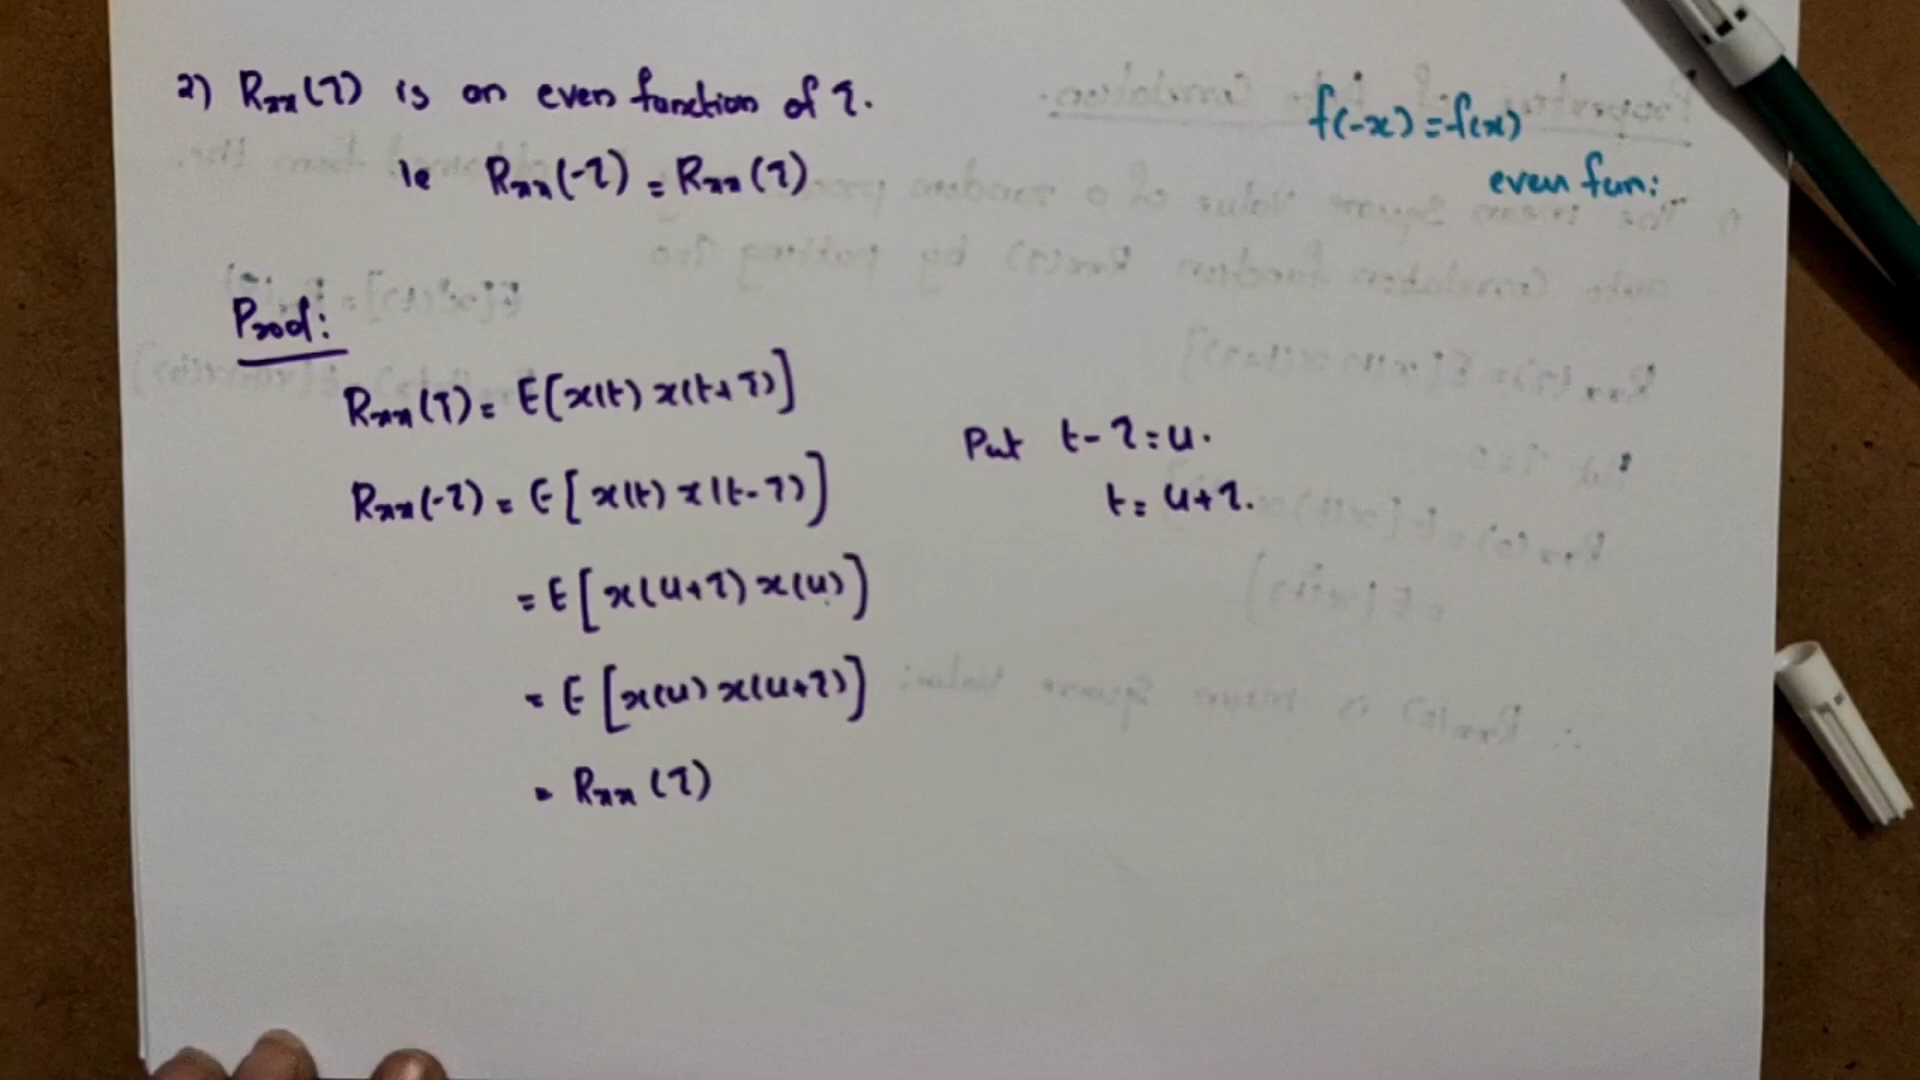 2) Rxx(τ) is an even function of τ.
ie Rxx(-τ) = Rxx(τ)
f(-x) = f(x)
even fun:
Proof:
Rxx(τ) = E[x(t) x(t+τ)]
Rxx(-τ) = E[x(t) x(t-τ)]
Put t-τ = u.
t = u+τ.
= E[x(u+τ) x(u)]
= E[x(u) x(u+τ)]
= Rxx(τ)